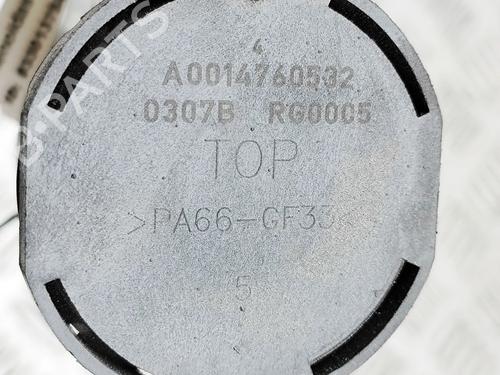 4
A0014760532
0307B RG0005
TOP
>PA66-GF33<
5
B-PARTS